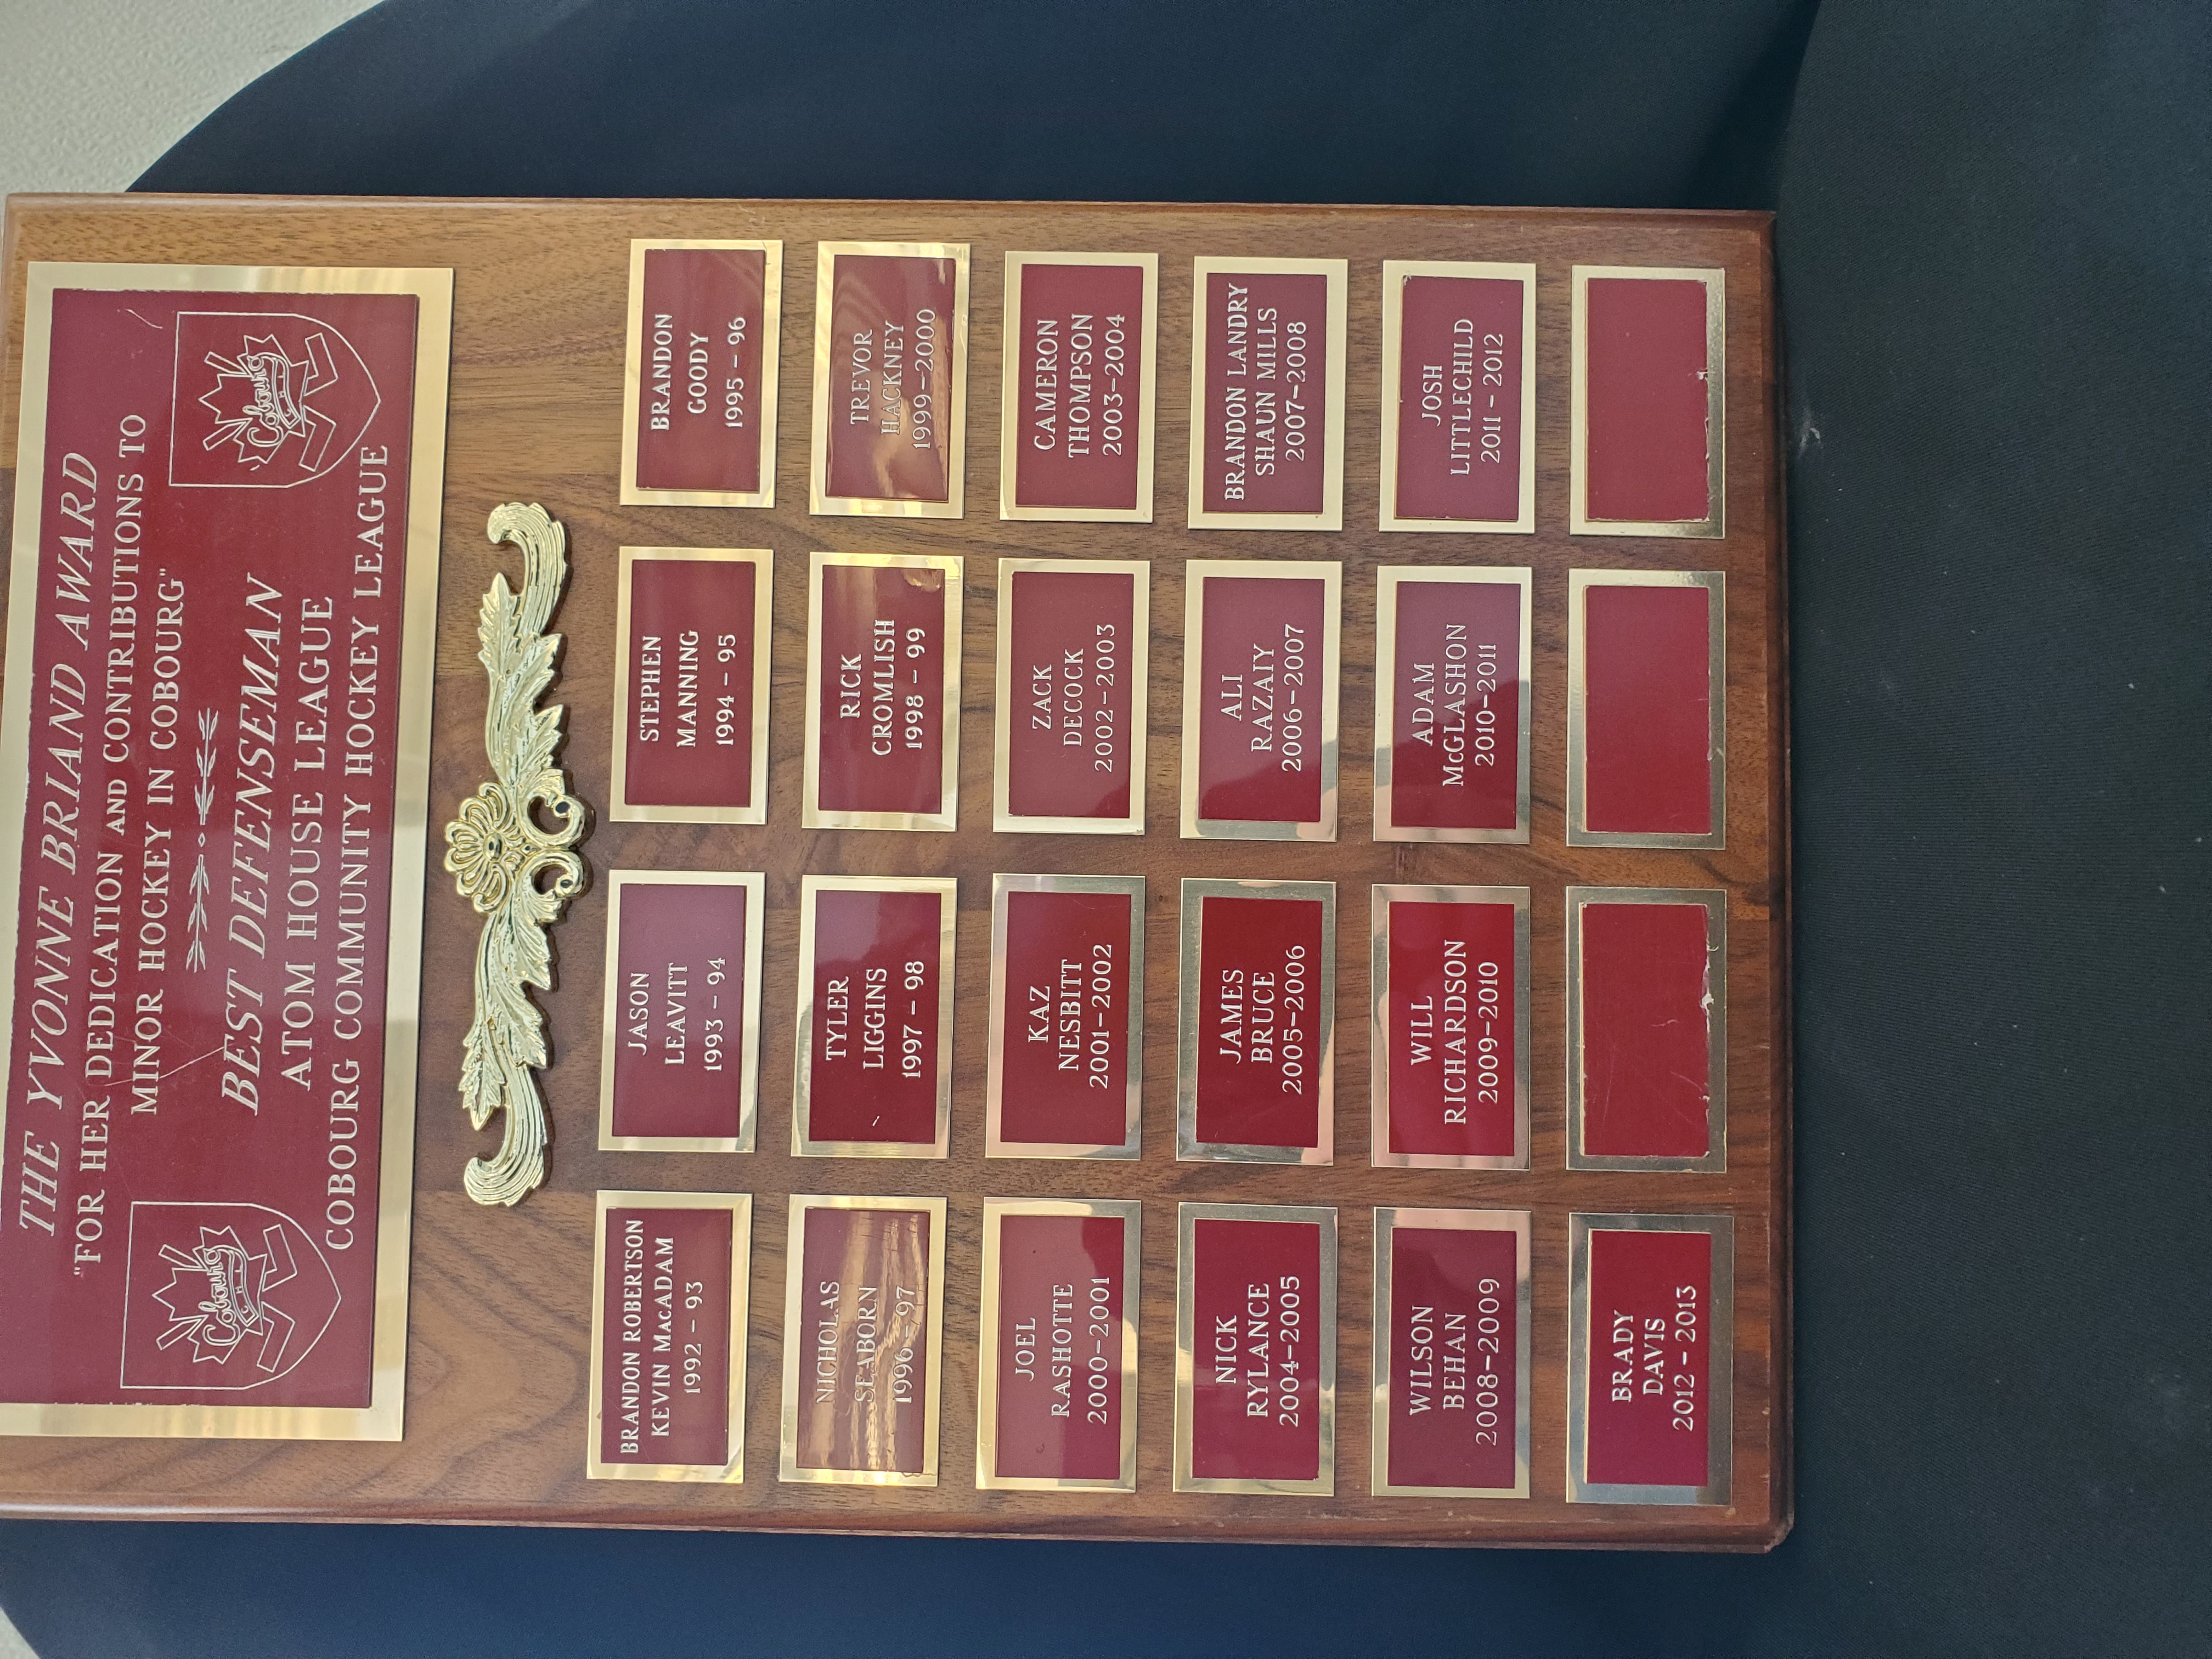 THE YVONNE BRIAND AWARD
"FOR HER DEDICATION AND CONTRIBUTIONS TO
MINOR HOCKEY IN COBOURG"
BEST DEFENSEMAN
ATOM HOUSE LEAGUE
COBOURG COMMUNITY HOCKEY LEAGUE
Cobourg
C.H.L.
Cobourg
C.H.L.
BRANDON ROBERTSON
KEVIN MACADAM
1992 - 93
JASON
LEAVITT
1993 - 94
STEPHEN
MANNING
1994 - 95
BRANDON
GOODY
1995 - 96
NICHOLAS
SEABORN
1996 - 97
TYLER
LIGGINS
1997 - 98
RICK
CROMLISH
1998 - 99
TREVOR
HACKNEY
1999-2000
JOEL
RASHOTTE
2000-2001
KAZ
NESBITT
2001-2002
ZACK
DECOCK
2002-2003
CAMERON
THOMPSON
2003-2004
NICK
RYLANCE
2004-2005
JAMES
BRUCE
2005-2006
ALI
RAZAIY
2006-2007
BRANDON LANDRY
SHAUN MILLS
2007-2008
WILSON
BEHAN
2008-2009
WILL
RICHARDSON
2009-2010
ADAM
McGLASHON
2010-2011
JOSH
LITTLECHILD
2011 - 2012
BRADY
DAVIS
2012 - 2013